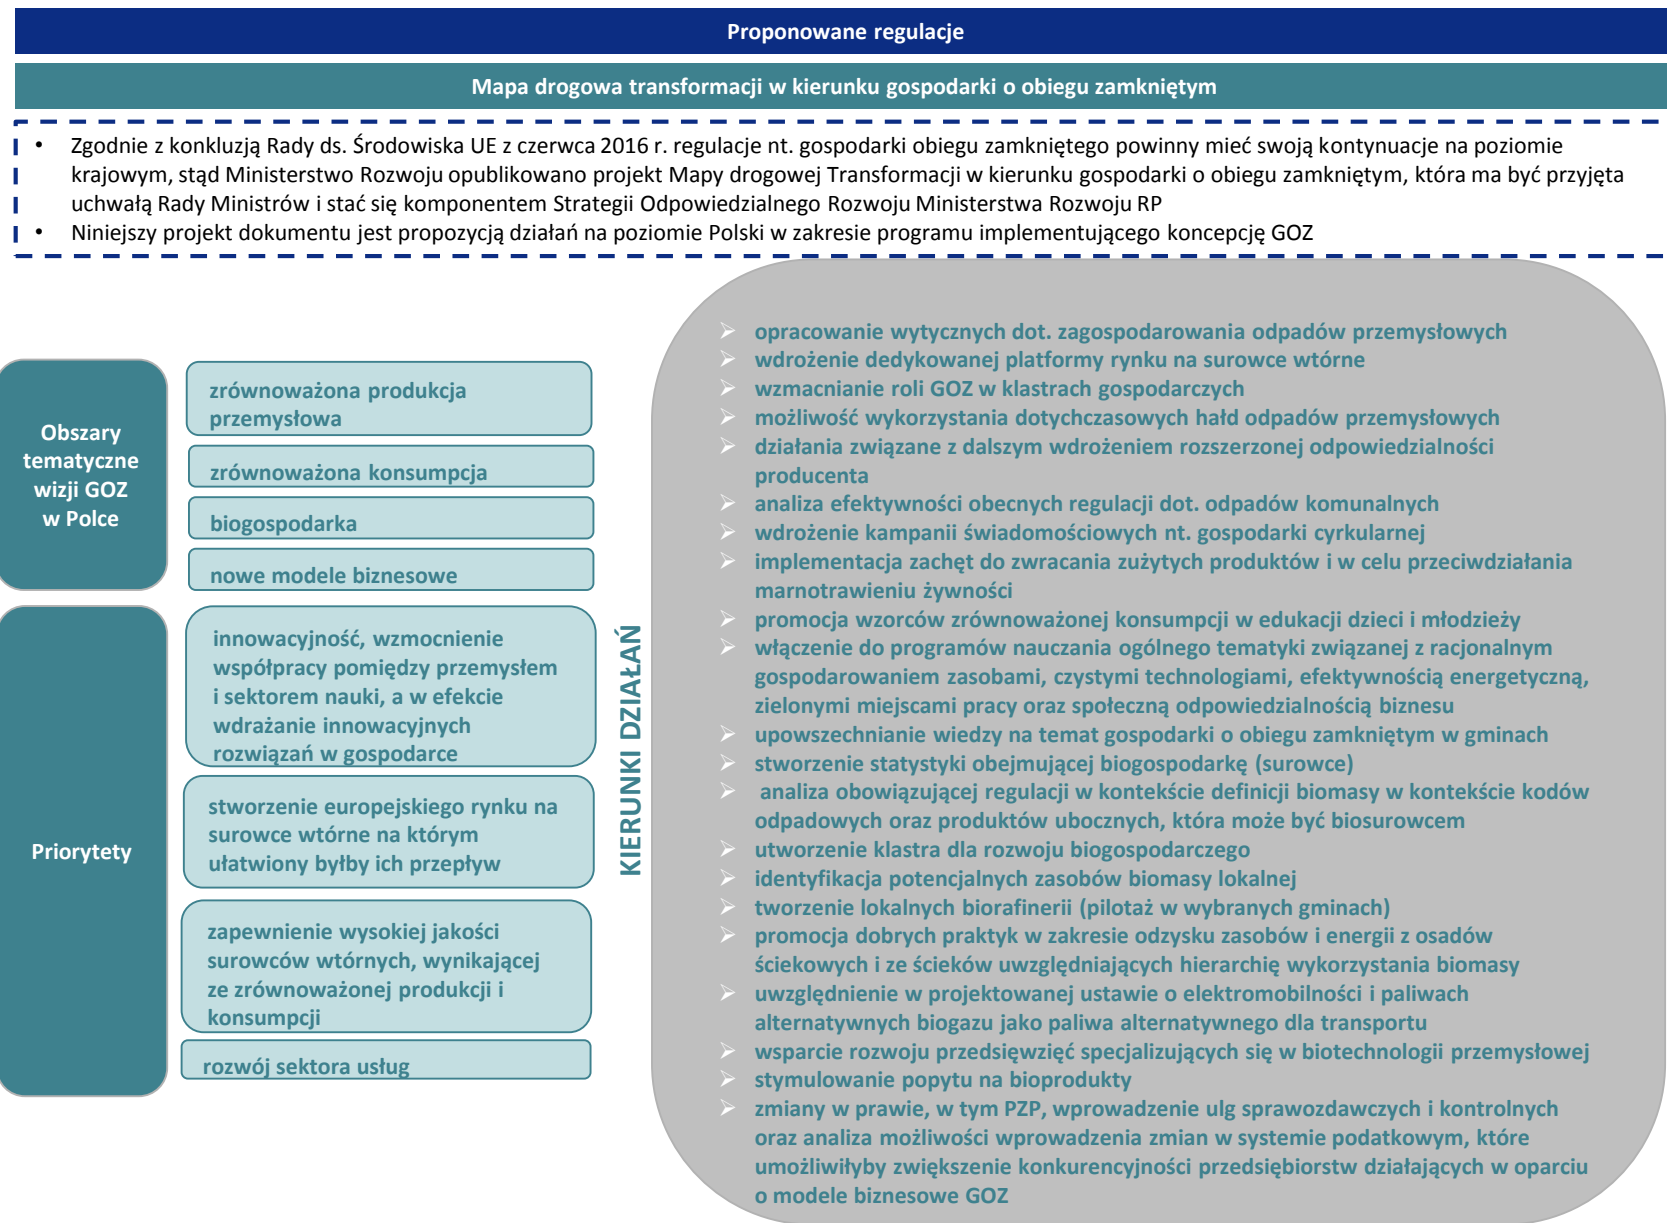 Proponowane regulacje
Mapa drogowa transformacji w kierunku gospodarki o obiegu zamkniętym
• Zgodnie z konkluzją Rady ds. Środowiska UE z czerwca 2016 r. regulacje nt. gospodarki obiegu zamkniętego powinny mieć swoją kontynuacje na poziomie
krajowym, stąd Ministerstwo Rozwoju opublikowano projekt Mapy drogowej Transformacji w kierunku gospodarki o obiegu zamkniętym, która ma być przyjęta
uchwałą Rady Ministrów i stać się komponentem Strategii Odpowiedzialnego Rozwoju Ministerstwa Rozwoju RP
• Niniejszy projekt dokumentu jest propozycją działań na poziomie Polski w zakresie programu implementującego koncepcję GOZ
Obszary
tematyczne
wizji GOZ
w Polce
zrównoważona produkcja
przemysłowa
zrównoważona konsumpcja
biogospodarka
nowe modele biznesowe
Priorytety
innowacyjność, wzmocnienie
współpracy pomiędzy przemysłem
i sektorem nauki, a w efekcie
wdrażanie innowacyjnych
rozwiązań w gospodarce
stworzenie europejskiego rynku na
surowce wtórne na którym
ułatwiony byłby ich przepływ
zapewnienie wysokiej jakości
surowców wtórnych, wynikającej
ze zrównoważonej produkcji i
konsumpcji
rozwój sektora usług
KIERUNKI DZIAŁAŃ
➢ opracowanie wytycznych dot. zagospodarowania odpadów przemysłowych
➢ wdrożenie dedykowanej platformy rynku na surowce wtórne
➢ wzmacnianie roli GOZ w klastrach gospodarczych
➢ możliwość wykorzystania dotychczasowych hałd odpadów przemysłowych
➢ działania związane z dalszym wdrożeniem rozszerzonej odpowiedzialności
producenta
➢ analiza efektywności obecnych regulacji dot. odpadów komunalnych
➢ wdrożenie kampanii świadomościowych nt. gospodarki cyrkularnej
➢ implementacja zachęt do zwracania zużytych produktów i w celu przeciwdziałania
marnotrawieniu żywności
➢ promocja wzorców zrównoważonej konsumpcji w edukacji dzieci i młodzieży
➢ włączenie do programów nauczania ogólnego tematyki związanej z racjonalnym
gospodarowaniem zasobami, czystymi technologiami, efektywnością energetyczną,
zielonymi miejscami pracy oraz społeczną odpowiedzialnością biznesu
➢ upowszechnianie wiedzy na temat gospodarki o obiegu zamkniętym w gminach
➢ stworzenie statystyki obejmującej biogospodarkę (surowce)
➢ analiza obowiązującej regulacji w kontekście definicji biomasy w kontekście kodów
odpadowych oraz produktów ubocznych, która może być biosurowcem
➢ utworzenie klastra dla rozwoju biogospodarczego
➢ identyfikacja potencjalnych zasobów biomasy lokalnej
➢ tworzenie lokalnych biorafinerii (pilotaż w wybranych gminach)
➢ promocja dobrych praktyk w zakresie odzysku zasobów i energii z osadów
ściekowych i ze ścieków uwzględniających hierarchię wykorzystania biomasy
➢ uwzględnienie w projektowanej ustawie o elektromobilności i paliwach
alternatywnych biogazu jako paliwa alternatywnego dla transportu
➢ wsparcie rozwoju przedsięwzięć specjalizujących się w biotechnologii przemysłowej
➢ stymulowanie popytu na bioprodukty
➢ zmiany w prawie, w tym PZP, wprowadzenie ulg sprawozdawczych i kontrolnych
oraz analiza możliwości wprowadzenia zmian w systemie podatkowym, które
umożliwiłyby zwiększenie konkurencyjności przedsiębiorstw działających w oparciu
o modele biznesowe GOZ